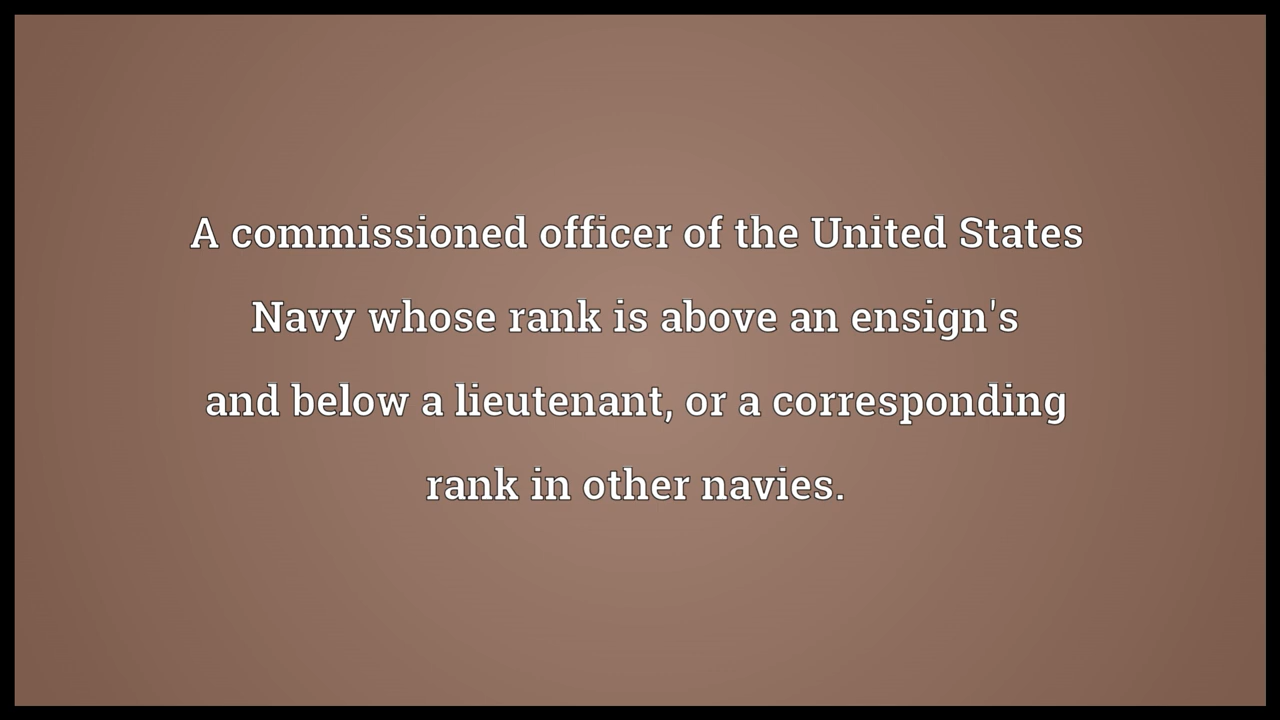 A commissioned officer of the United States
Navy whose rank is above an ensign's
and below a lieutenant, or a corresponding
rank in other navies.